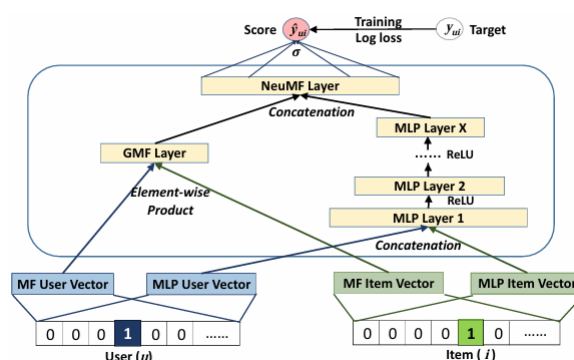 Score ŷui Training yui Target
Log loss
σ
NeuMF Layer
Concatenation
MLP Layer X
GMF Layer
...... ReLU
Element-wise
Product
MLP Layer 2
ReLU
MLP Layer 1
Concatenation
MF User Vector MLP User Vector MF Item Vector MLP Item Vector
0 0 0 1 0 0 ...... 0 0 0 0 1 0 ......
User (u) Item (i)